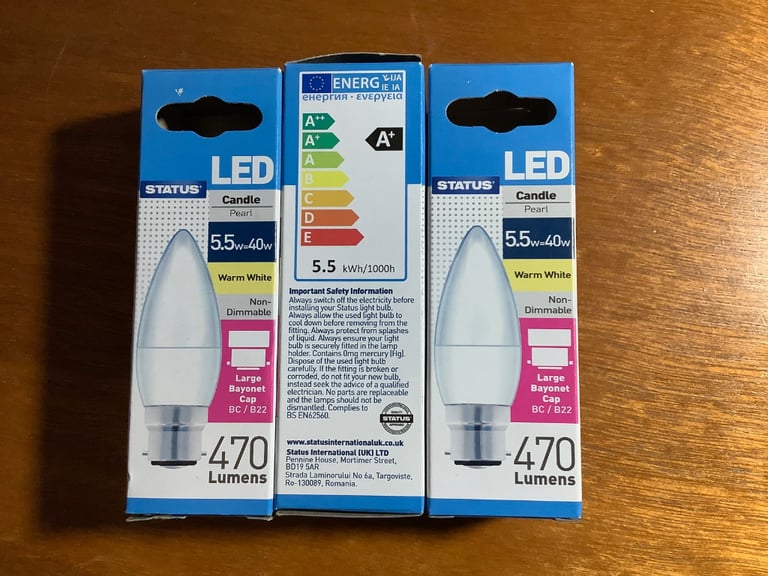 LED
STATUS
Candle
Pearl
5.5W=40W
Warm White
Non-
Dimmable
Large
Bayonet
Cap
BC / B22
470
Lumens
ENERG
IJA
IE IA
енергия · ενεργεια
A++
A+
A
B
C
D
E
A+
5.5 kWh/1000h
Important Safety Information
Always switch off the electricity before
installing your Status light bulb.
Always allow the used light bulb to
cool down before removing from the
fitting. Always protect from splashes
of liquid. Always ensure your light
bulb is securely fitted in the lamp
holder. Contains 0mg mercury (Hg).
Dispose of the used light bulb
carefully. If the fitting is broken or
corroded, do not fit your new bulb,
instead seek the advice of a qualified
electrician. No parts are replaceable
and the lamps should not be
dismantled. Complies to
BS EN62560.
STATUS
www.statusinternationaluk.co.uk
Status International (UK) LTD
Pennine House, Mortimer Street,
BD19 5AR
Strada Laminorului No 6a, Targoviste,
Ro-130089, Romania.
LED
STATUS
Candle
Pearl
5.5W=40W
Warm White
Non-
Dimmable
Large
Bayonet
Cap
BC / B22
470
Lumens